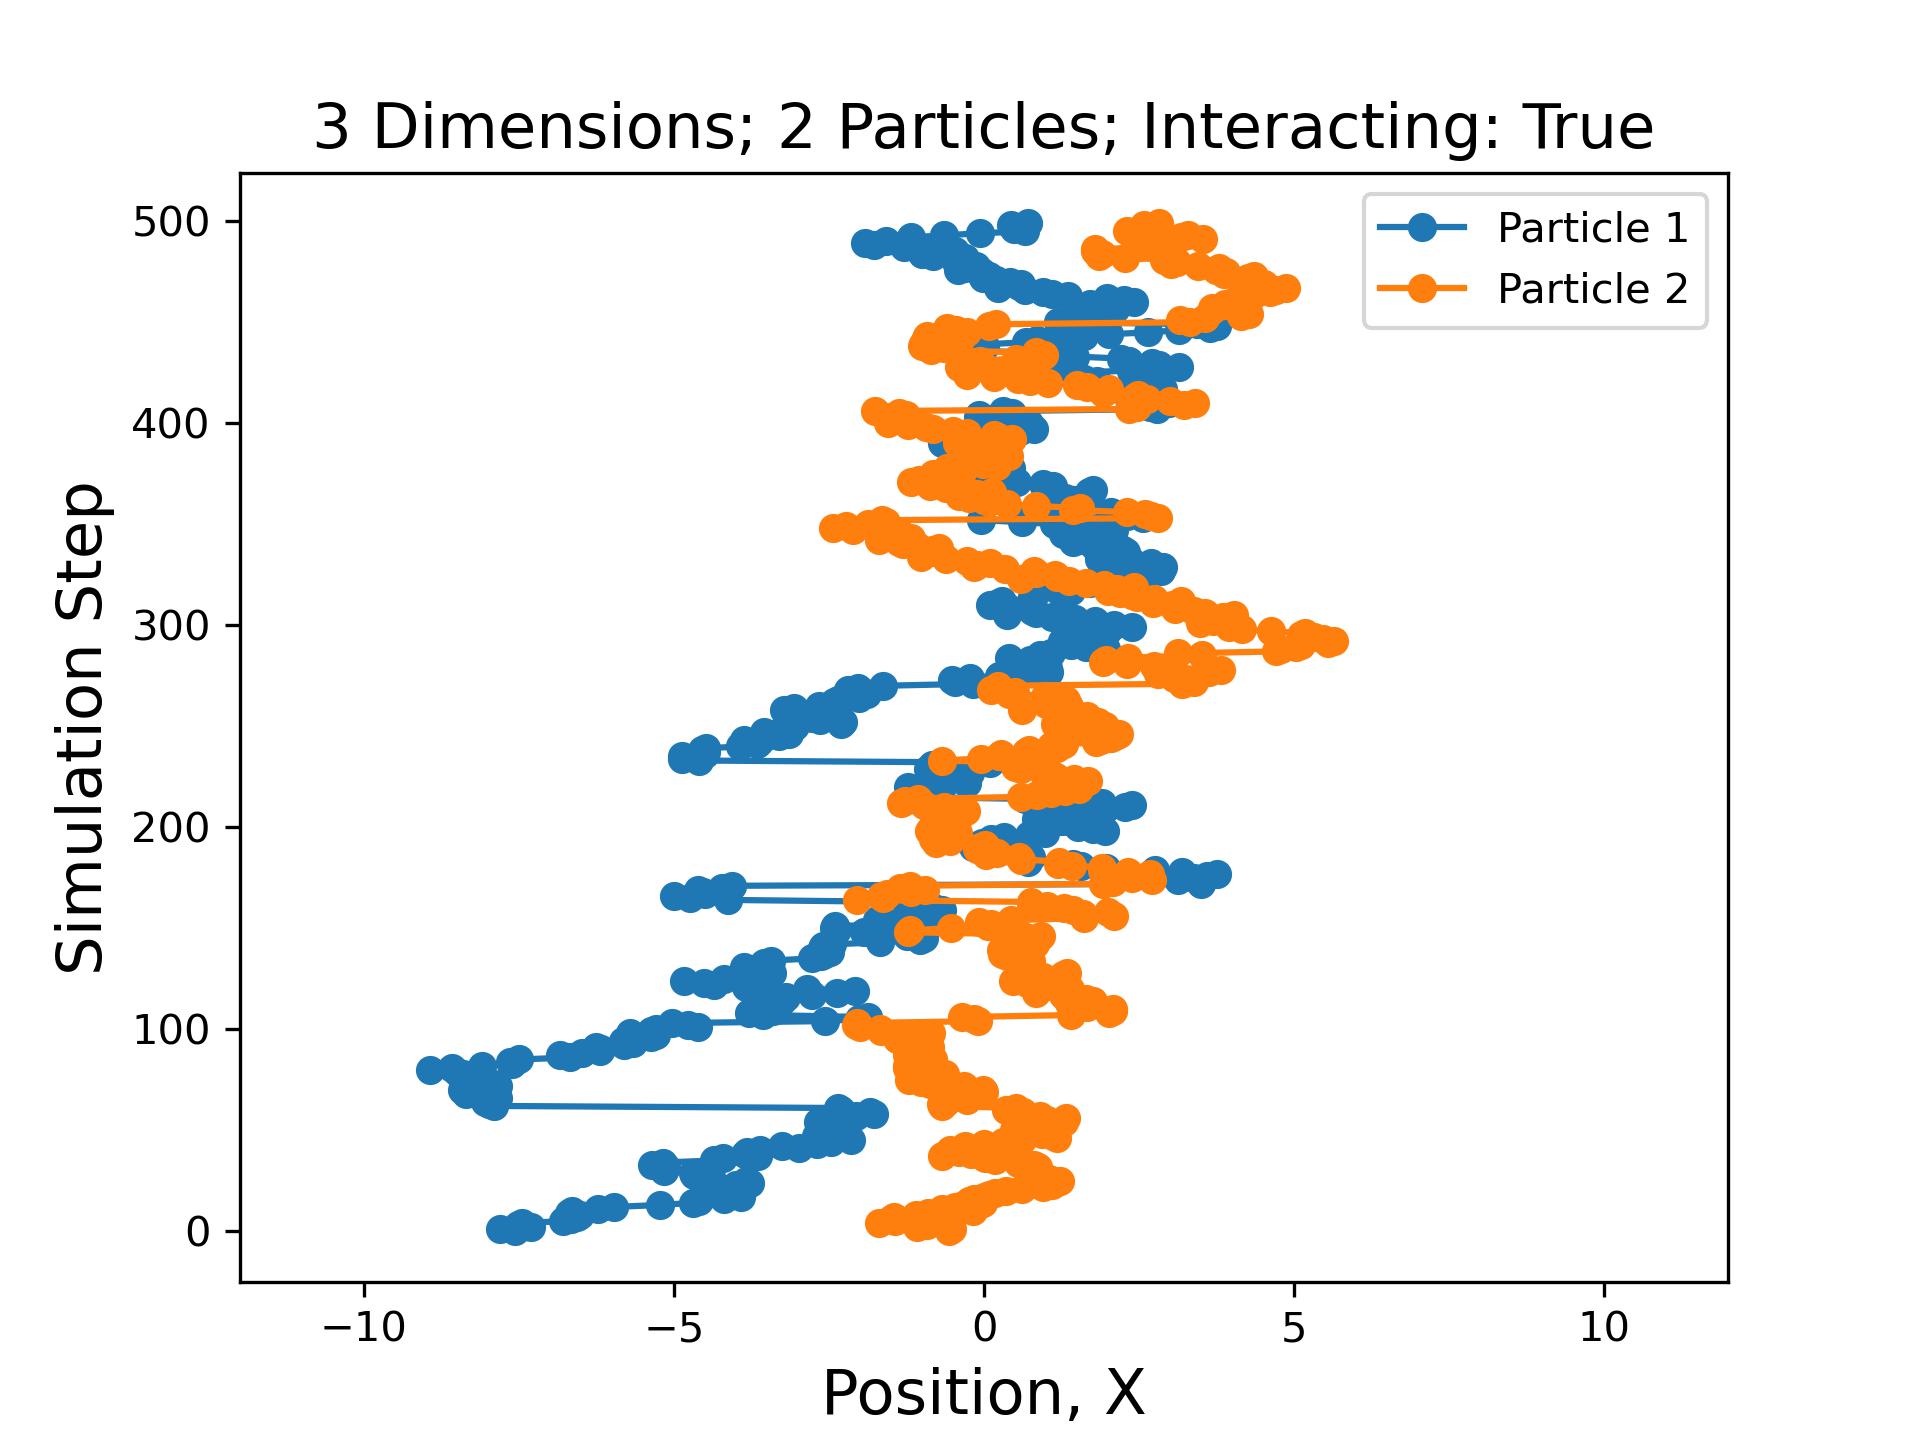 3 Dimensions; 2 Particles; Interacting: True
Particle 1
Particle 2
500
400
300
200
100
0
Simulation Step
−10 −5 0 5 10
Position, X